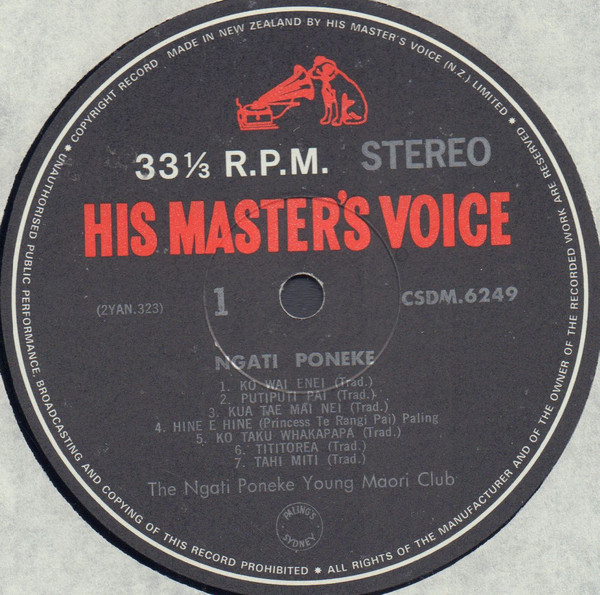 ✶ COPYRIGHT RECORD MADE IN NEW ZEALAND BY HIS MASTER'S VOICE (N.Z.) LIMITED ✶ ALL RIGHTS OF THE MANUFACTURER AND OF THE OWNER OF THE RECORDED WORK ARE RESERVED ✶ UNAUTHORISED PUBLIC PERFORMANCE, BROADCASTING AND COPYING OF THIS RECORD PROHIBITED
33⅓ R.P.M. STEREO
HIS MASTER'S VOICE
(2YAN.323) 1 CSDM.6249
NGATI PONEKE
1. KO WAI ENEI (Trad.)
2. PUTIPUTI PAI (Trad.)
3. KUA TAE MAI NEI (Trad.)
4. HINE E HINE (Princess Te Rangi Pai) Paling
5. KO TAKU WHAKAPAPA (Trad.)
6. TITITOREA (Trad.)
7. TAHI MITI (Trad.)
The Ngati Poneke Young Maori Club
PALING'S
SYDNEY